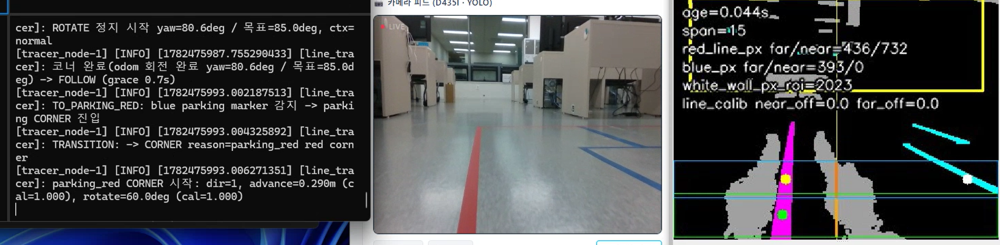 cer]: ROTATE 정지 시작 yaw=80.6deg / 목표=85.0deg, ctx=
normal
[tracer_node-1] [INFO] [1782475987.755290433] [line_tra
cer]: 코너 완료(odom 회전 완료 yaw=80.6deg / 목표=85.0d
eg) -> FOLLOW (grace 0.7s)
[tracer_node-1] [INFO] [1782475993.002187513] [line_tra
cer]: TO_PARKING_RED: blue parking marker 감지 -> parki
ng CORNER 진입
[tracer_node-1] [INFO] [1782475993.004325892] [line_tra
cer]: TRANSITION: -> CORNER reason=parking_red red corn
er
[tracer_node-1] [INFO] [1782475993.006271351] [line_tra
cer]: parking_red CORNER 시작: dir=1, advance=0.290m (c
al=1.000), rotate=60.0deg (cal=1.000)
카메라 피드 (D435I · YOLO)
LIVE
age=0.044s
span=15
red_line_px far/near=436/732
blue_px far/near=393/0
white_wall_px_roi=2023
line_calib near_off=0.0 far_off=0.0